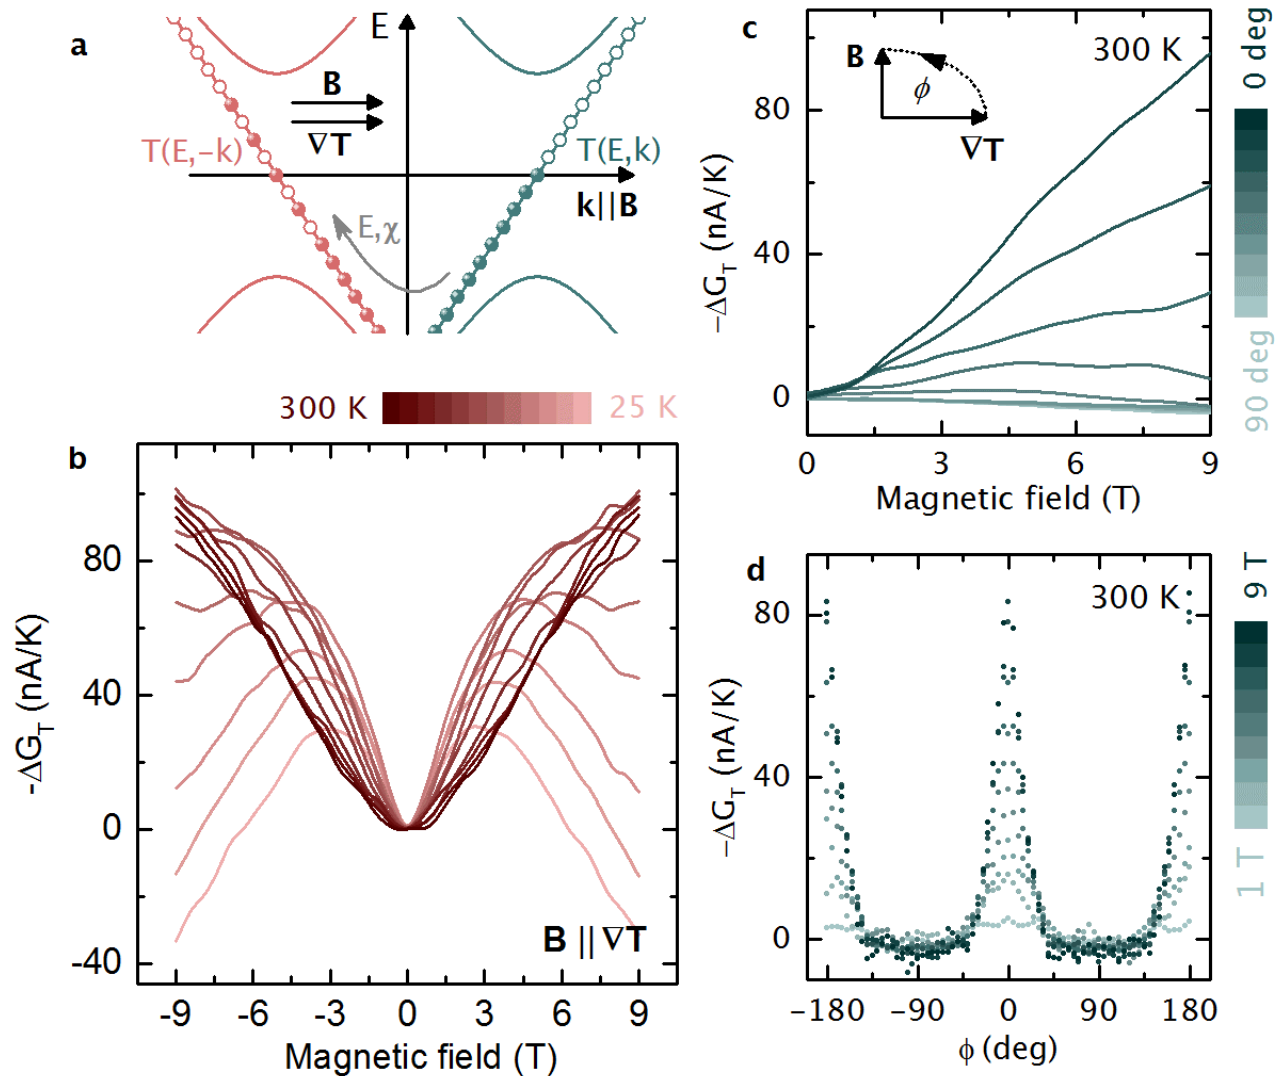 a
E
B
∇T
T(E,−k)
T(E,k)
k||B
E,χ
300 K
25 K
b
80
40
0
-40
-ΔG_T (nA/K)
B || ∇T
-9
-6
-3
0
3
6
9
Magnetic field (T)
c
300 K
B
ϕ
∇T
80
40
0
−ΔG_T (nA/K)
0
3
6
9
Magnetic field (T)
0 deg
90 deg
d
300 K
80
40
0
−ΔG_T (nA/K)
−180
-90
0
90
180
ϕ (deg)
9 T
1 T